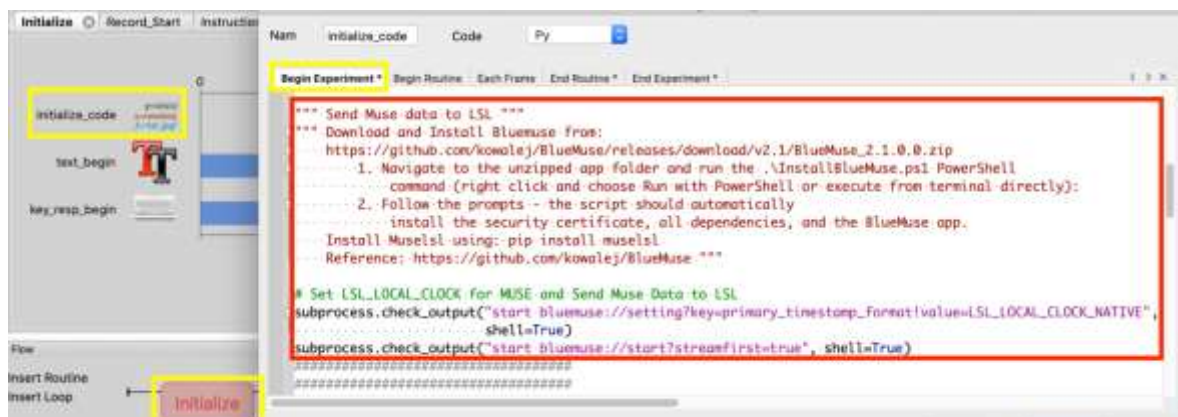 Initialize Record_Start Instruction
Nam initialize_code Code Py
Begin Experiment * Begin Routine Each Frame End Routine * End Experiment *
0
initialize_code
text_begin
key_resp_begin
""" Send Muse data to LSL """
""" Download and Install Bluemuse from:
https://github.com/kowalej/BlueMuse/releases/download/v2.1/BlueMuse_2.1.0.0.zip
1. Navigate to the unzipped app folder and run the .\InstallBlueMuse.ps1 PowerShell
command (right click and choose Run with PowerShell or execute from terminal directly):
2. Follow the prompts - the script should automatically
install the security certificate, all dependencies, and the BlueMuse app.
Install Muselsl using: pip install muselsl
Reference: https://github.com/kowalej/BlueMuse """
# Set LSL_LOCAL_CLOCK for MUSE and Send Muse Data to LSL
subprocess.check_output("start bluemuse://setting?key=primary_timestamp_format!value=LSL_LOCAL_CLOCK_NATIVE",
shell=True)
subprocess.check_output("start bluemuse://start?streamfirst=true", shell=True)
##################################
##################################
Flow
Insert Routine
Insert Loop
Initialize